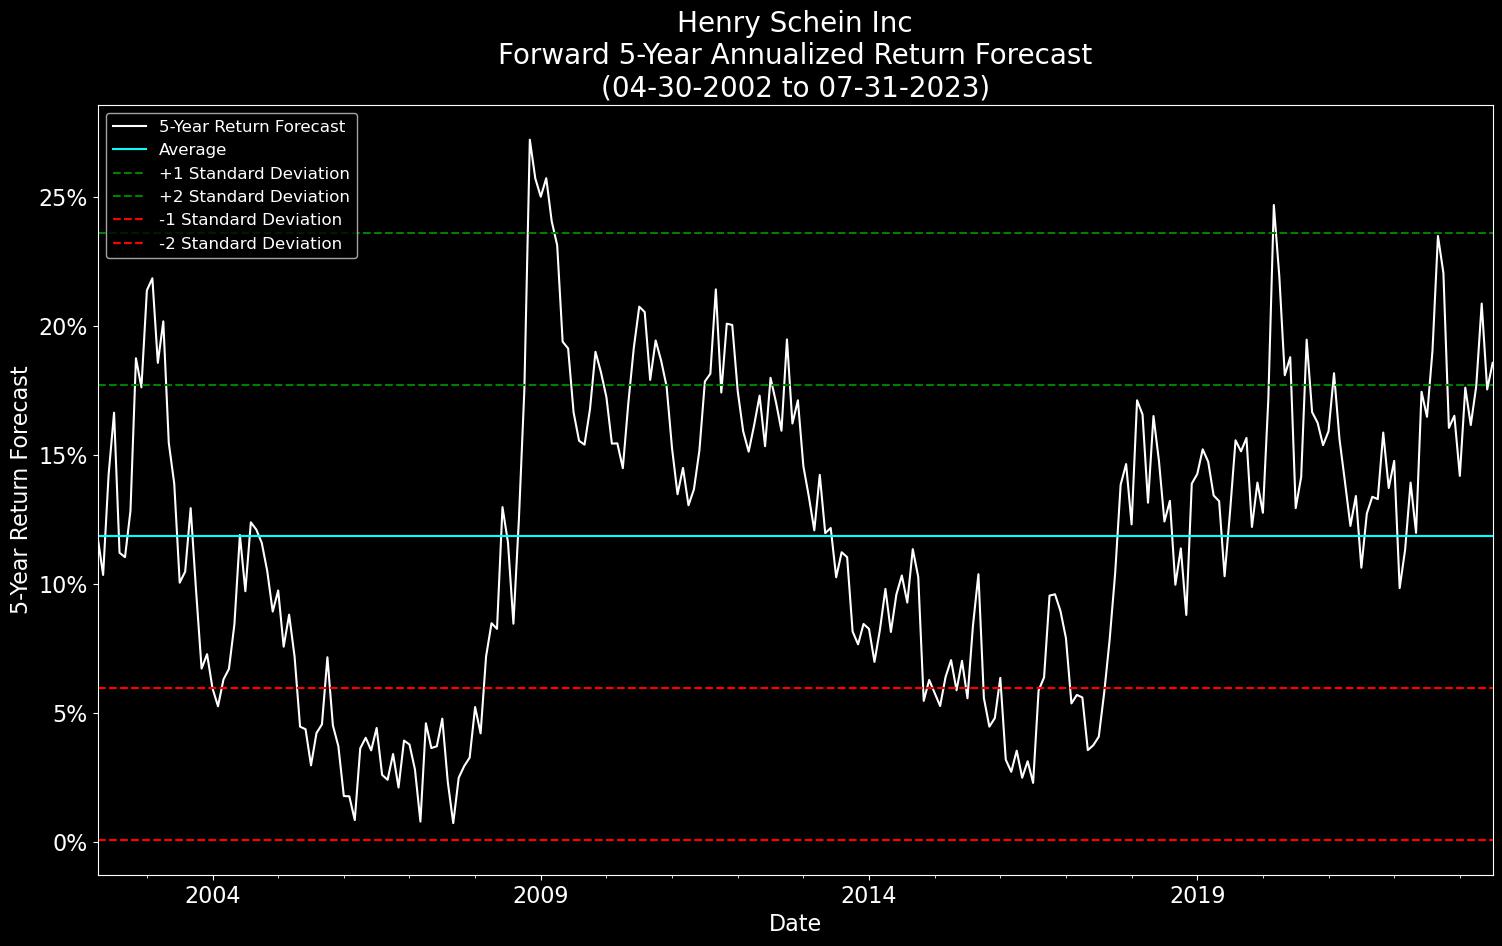 Henry Schein Inc
Forward 5-Year Annualized Return Forecast
(04-30-2002 to 07-31-2023)
5-Year Return Forecast
Average
+1 Standard Deviation
+2 Standard Deviation
-1 Standard Deviation
-2 Standard Deviation
5-Year Return Forecast
25%
20%
15%
10%
5%
0%
2004
2009
2014
2019
Date